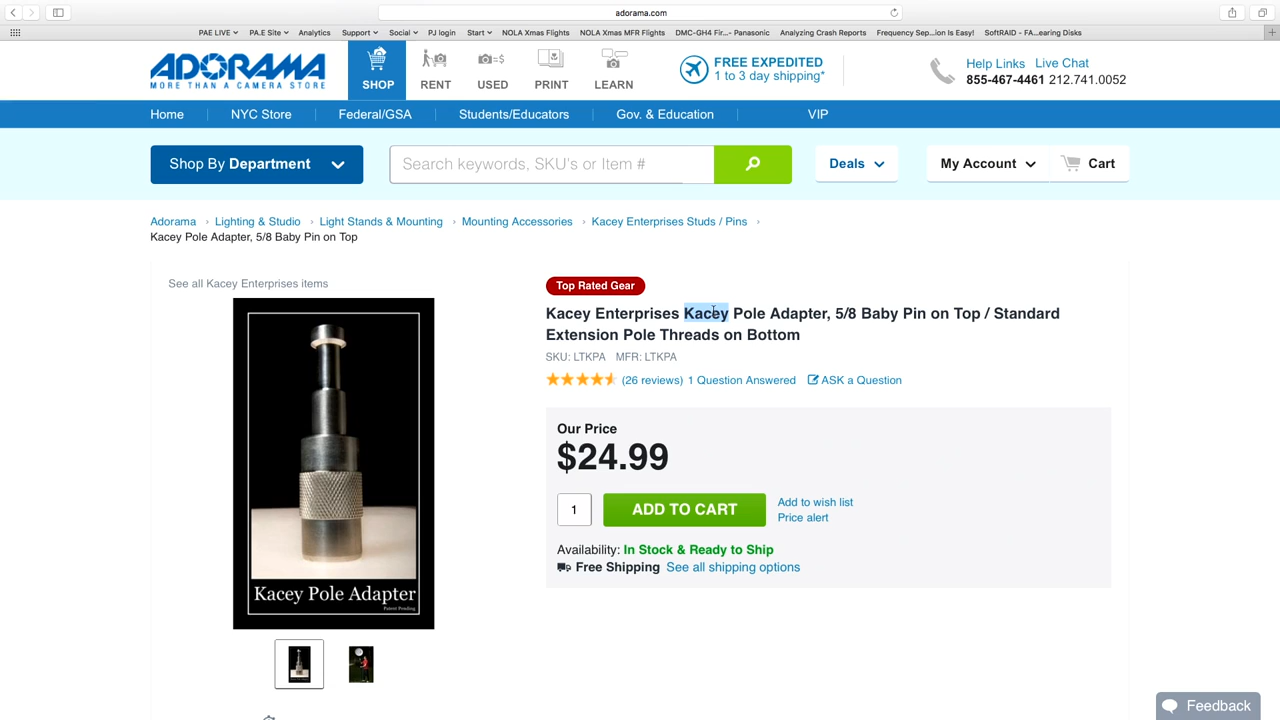 adorama.com
PAE LIVE PA.E Site Analytics Support Social PJ login Start NOLA Xmas Flights NOLA Xmas MFR Flights DMC-GH4 Fir...- Panasonic Analyzing Crash Reports Frequency Sep...ion Is Easy! SoftRAID - FA...earing Disks
ADORAMA
MORE THAN A CAMERA STORE
SHOP RENT USED PRINT LEARN
FREE EXPEDITED
1 to 3 day shipping*
Help Links Live Chat
855-467-4461 212.741.0052
Home NYC Store Federal/GSA Students/Educators Gov. & Education VIP
Shop By Department
Search keywords, SKU's or Item #
Deals
My Account
Cart
Adorama › Lighting & Studio › Light Stands & Mounting › Mounting Accessories › Kacey Enterprises Studs / Pins ›
Kacey Pole Adapter, 5/8 Baby Pin on Top
See all Kacey Enterprises items
Kacey Pole Adapter
Patent Pending
Top Rated Gear
Kacey Enterprises Kacey Pole Adapter, 5/8 Baby Pin on Top / Standard
Extension Pole Threads on Bottom
SKU: LTKPA MFR: LTKPA
(26 reviews) 1 Question Answered ASK a Question
Our Price
$24.99
1
ADD TO CART
Add to wish list
Price alert
Availability: In Stock & Ready to Ship
Free Shipping See all shipping options
Feedback